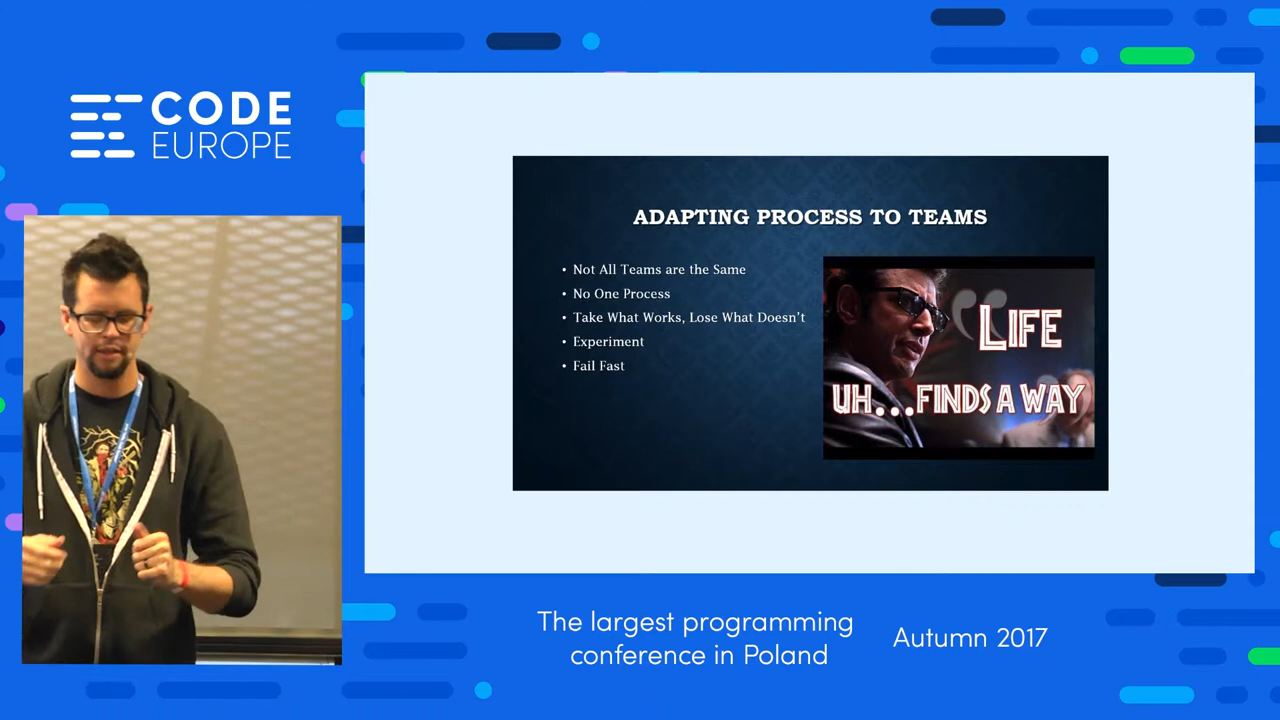 CODE
EUROPE
ADAPTING PROCESS TO TEAMS
• Not All Teams are the Same
• No One Process
• Take What Works, Lose What Doesn't
• Experiment
• Fail Fast
“LIFE
UH...FINDS A WAY
The largest programming
conference in Poland
Autumn 2017